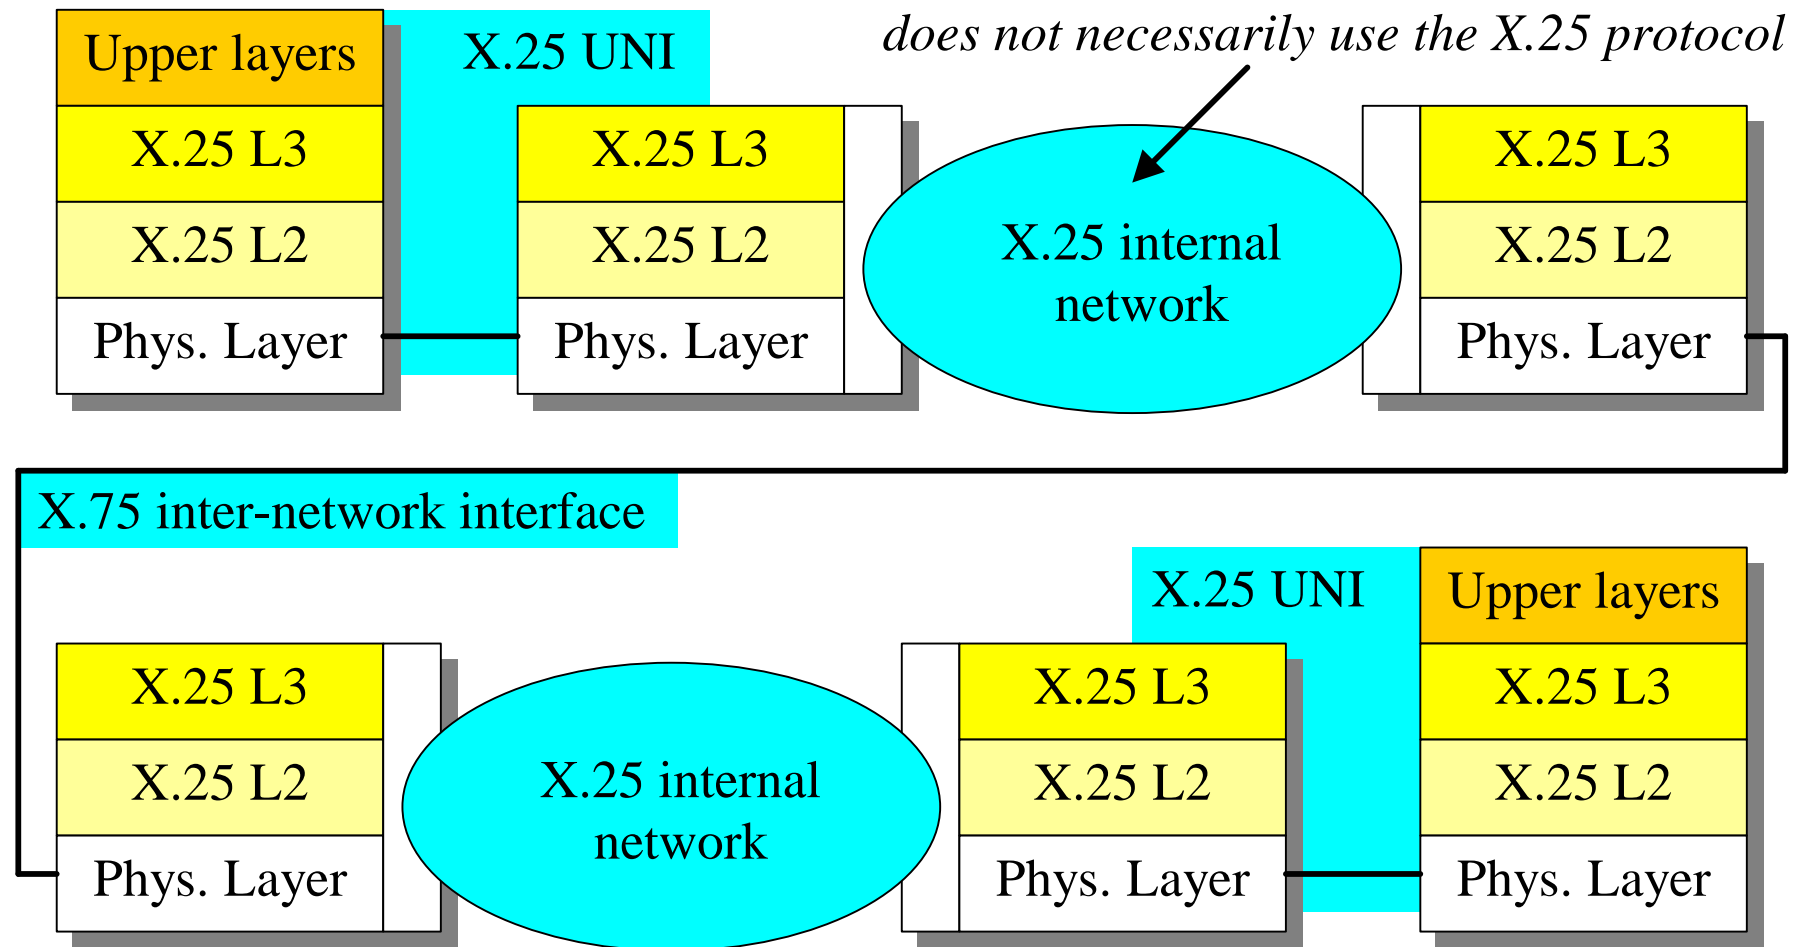 Upper layers
X.25 UNI
does not necessarily use the X.25 protocol
X.25 L3
X.25 L3
X.25 L3
X.25 L2
X.25 L2
X.25 internal
network
X.25 L2
Phys. Layer
Phys. Layer
Phys. Layer
X.75 inter-network interface
X.25 UNI
Upper layers
X.25 L3
X.25 L3
X.25 L3
X.25 L2
X.25 internal
network
X.25 L2
X.25 L2
Phys. Layer
Phys. Layer
Phys. Layer